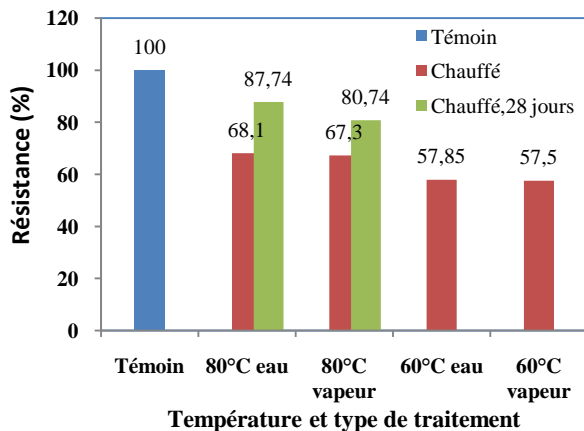 120
100
80
60
40
20
0
Résistance (%)
100
68,1
87,74
67,3
80,74
57,85
57,5
Témoin
Chauffé
Chauffé,28 jours
Témoin
80°C eau
80°C
vapeur
60°C eau
60°C
vapeur
Température et type de traitement